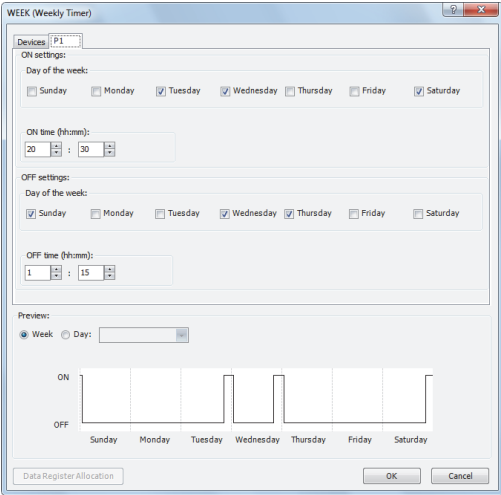 WEEK (Weekly Timer)
Devices P1
ON settings:
Day of the week:
Sunday Monday Tuesday Wednesday Thursday Friday Saturday
ON time (hh:mm):
20 : 30
OFF settings:
Day of the week:
Sunday Monday Tuesday Wednesday Thursday Friday Saturday
OFF time (hh:mm):
1 : 15
Preview:
Week Day:
ON
OFF
Sunday Monday Tuesday Wednesday Thursday Friday Saturday
Data Register Allocation OK Cancel